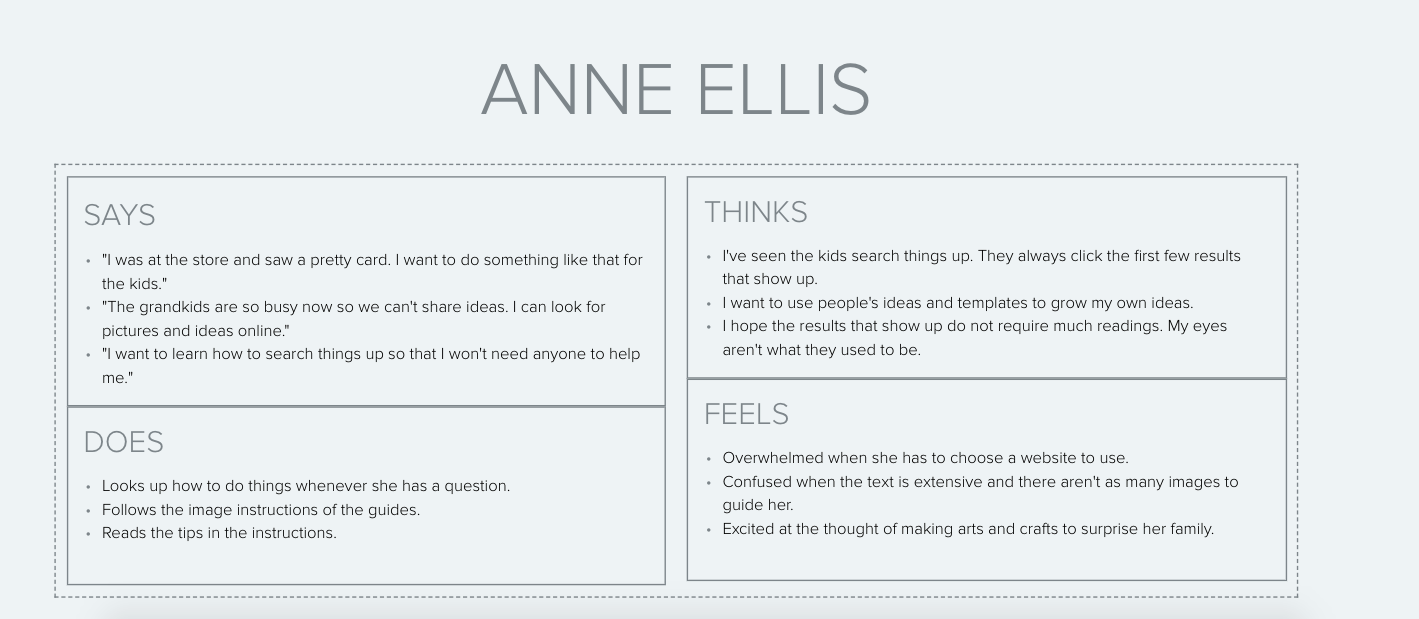 ANNE ELLIS
SAYS
• "I was at the store and saw a pretty card. I want to do something like that for
the kids."
• "The grandkids are so busy now so we can't share ideas. I can look for
pictures and ideas online."
• "I want to learn how to search things up so that I won't need anyone to help
me."
DOES
• Looks up how to do things whenever she has a question.
• Follows the image instructions of the guides.
• Reads the tips in the instructions.
THINKS
• I've seen the kids search things up. They always click the first few results
that show up.
• I want to use people's ideas and templates to grow my own ideas.
• I hope the results that show up do not require much readings. My eyes
aren't what they used to be.
FEELS
• Overwhelmed when she has to choose a website to use.
• Confused when the text is extensive and there aren't as many images to
guide her.
• Excited at the thought of making arts and crafts to surprise her family.